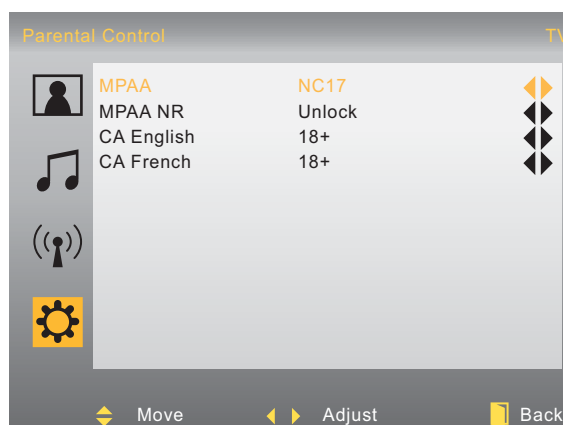 Parental Control TV
MPAA NC17
MPAA NR Unlock
CA English 18+
CA French 18+
Move Adjust Back